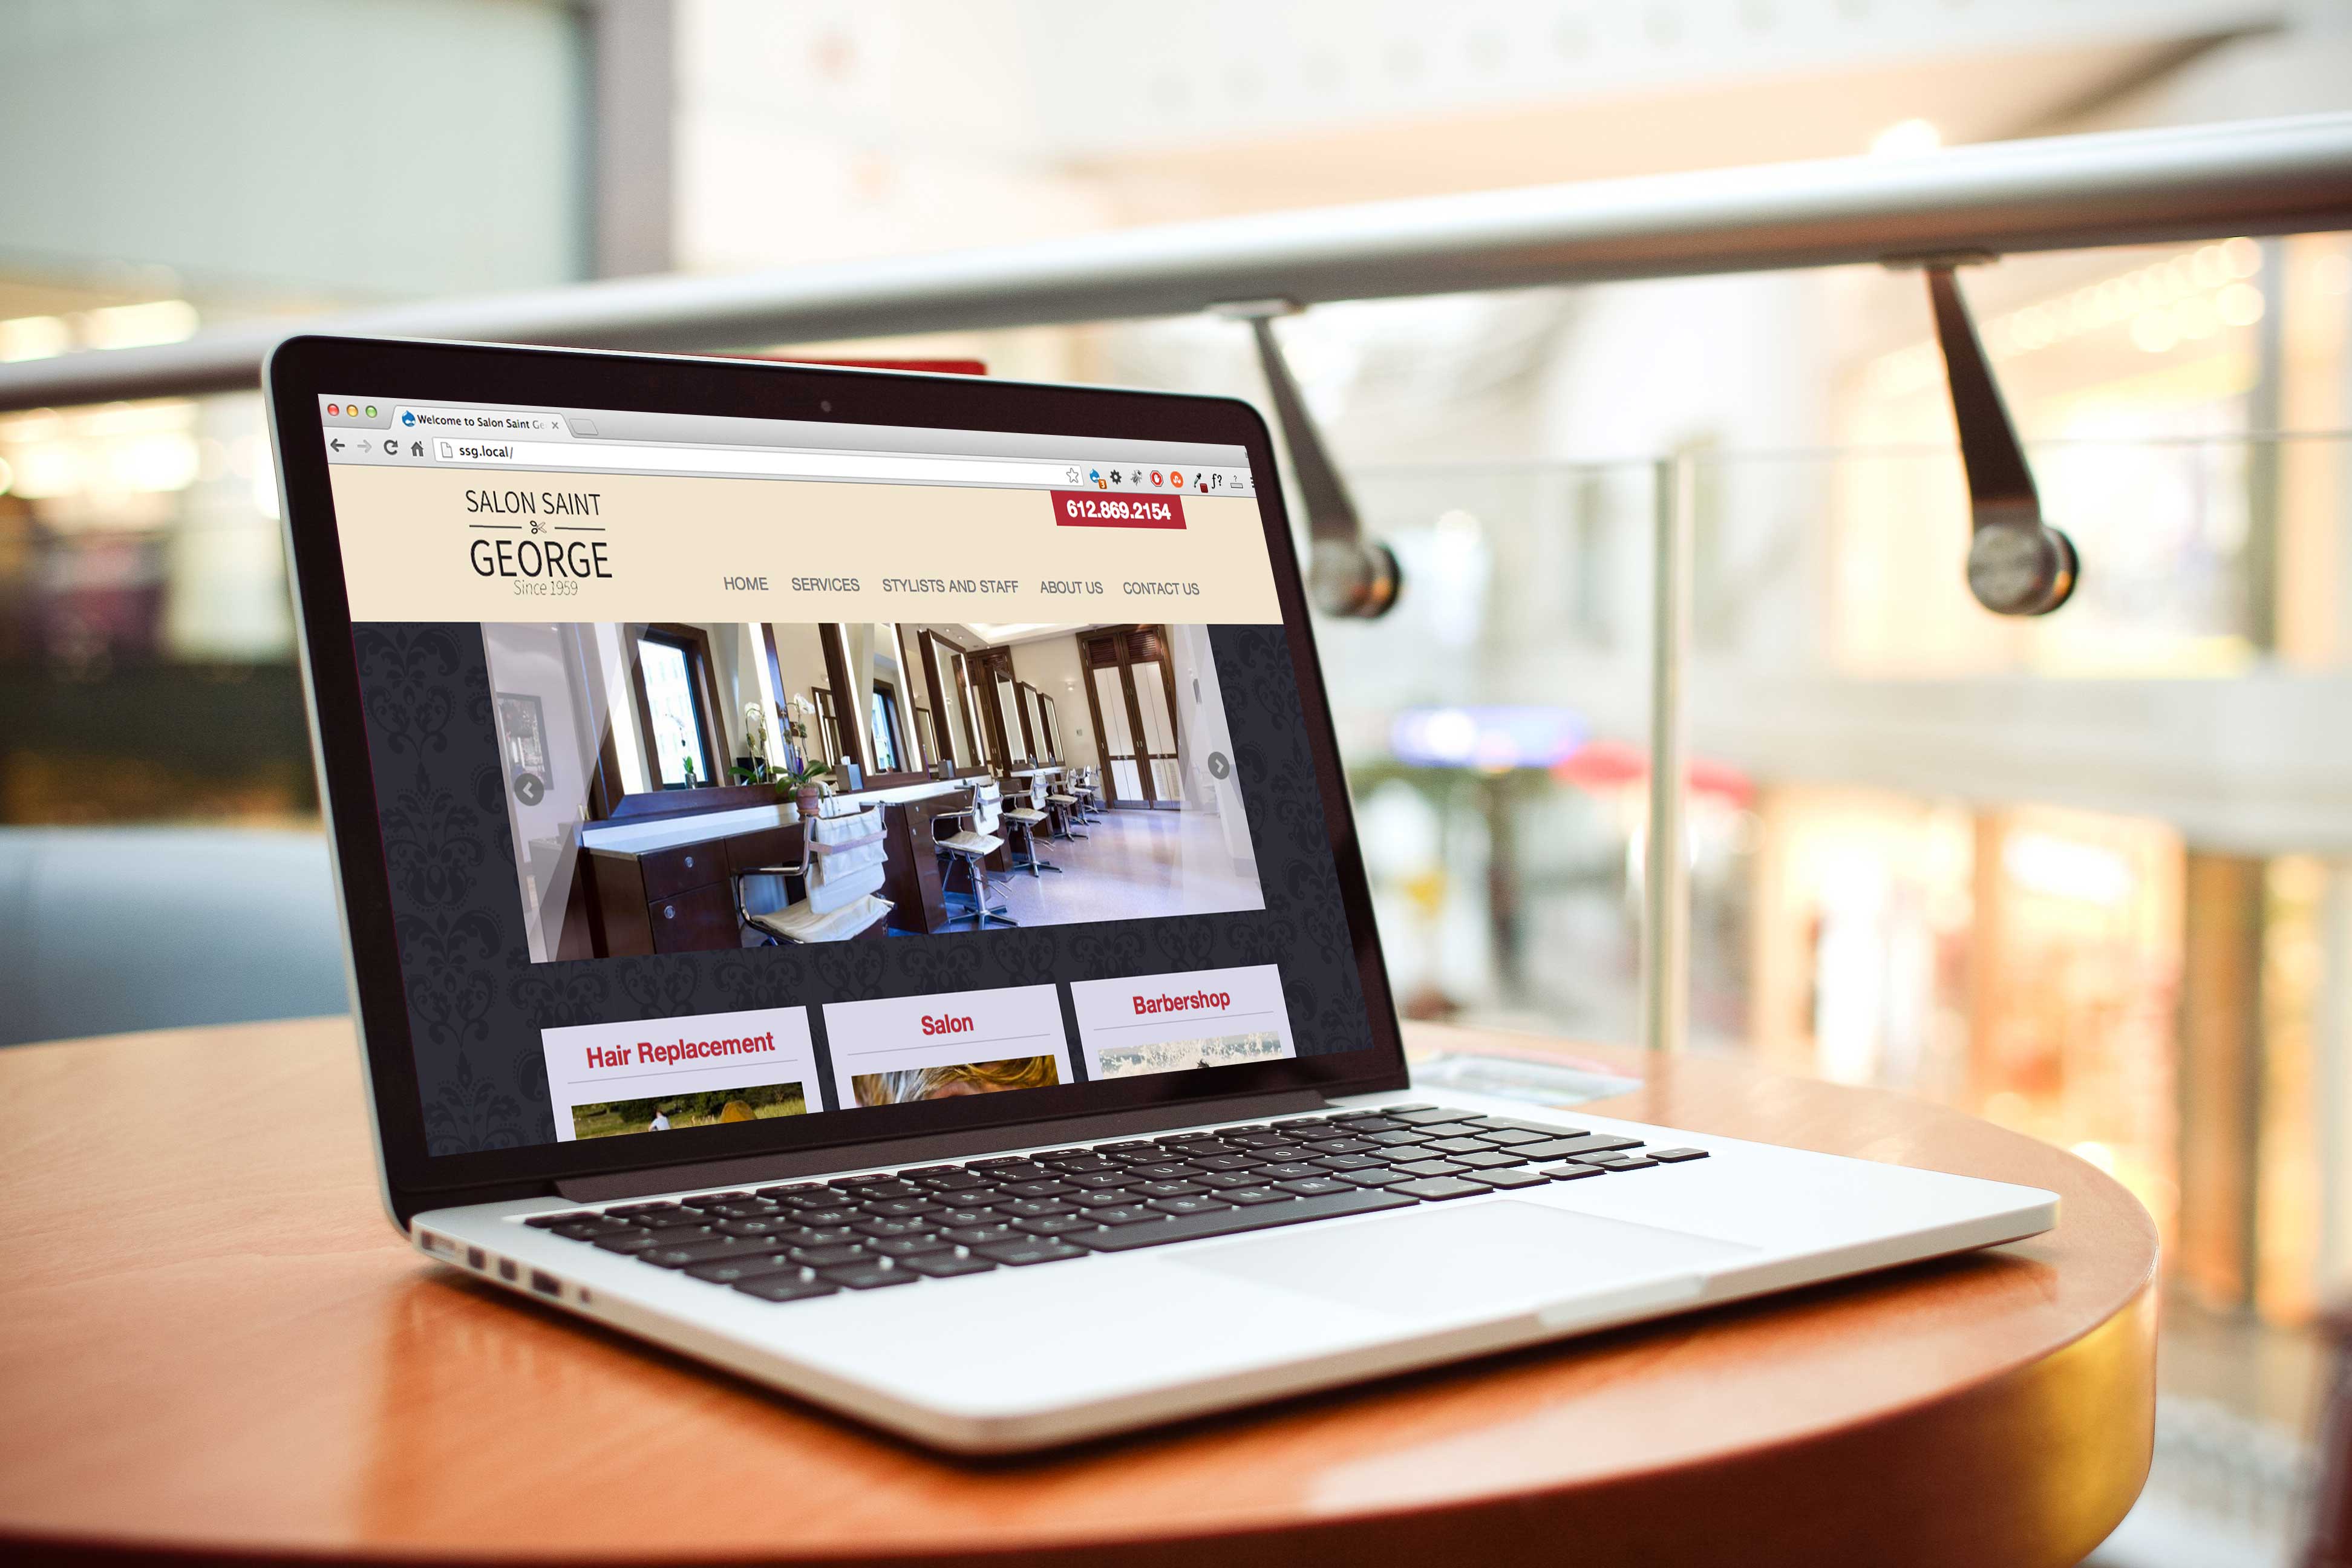 Welcome to Salon Saint Ge
ssg.local/
SALON SAINT
GEORGE
Since 1959
612.869.2154
HOME SERVICES STYLISTS AND STAFF ABOUT US CONTACT US
Hair Replacement
Salon
Barbershop